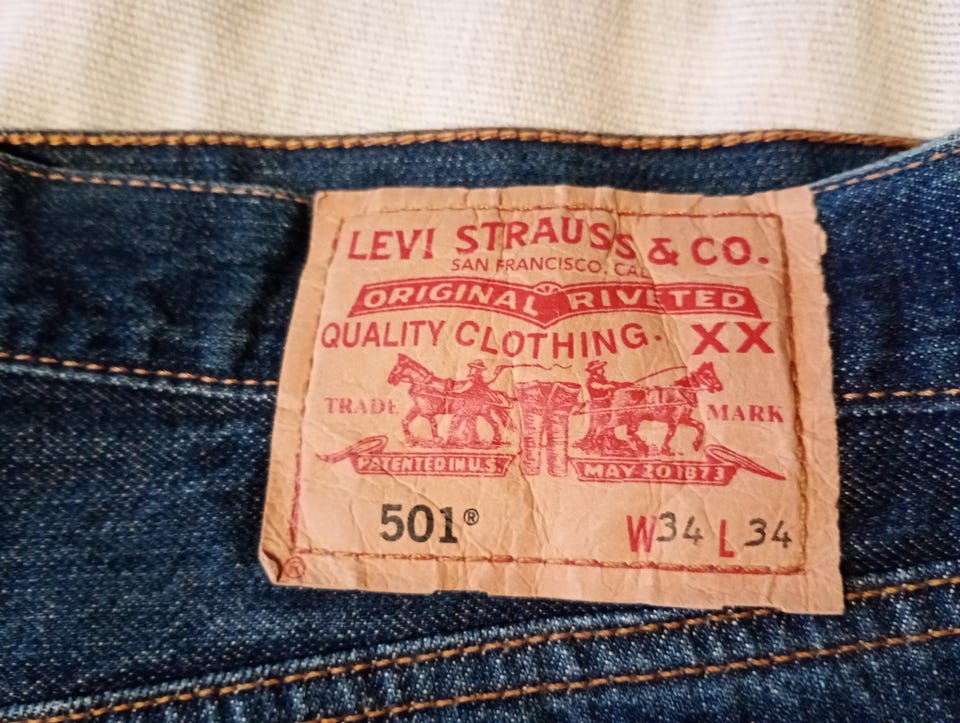 LEVI STRAUSS & CO.
SAN FRANCISCO, CAL
ORIGINAL RIVETED
QUALITY CLOTHING. XX
TRADE MARK
PATENTED IN U.S. MAY 20 1873
501® W34 L 34
®